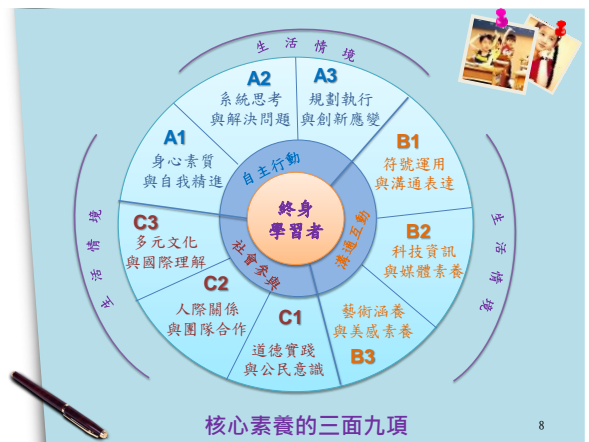 生活情境
A2
系統思考
與解決問題
A3
規劃執行
與創新應變
A1
身心素質
與自我精進
B1
符號運用
與溝通表達
自主行動
終身
學習者
溝通互動
社會參與
生活情境
生活情境
C3
多元文化
與國際理解
B2
科技資訊
與媒體素養
C2
人際關係
與團隊合作
C1
道德實踐
與公民意識
藝術涵養
與美感素養
B3
核心素養的三面九項
8